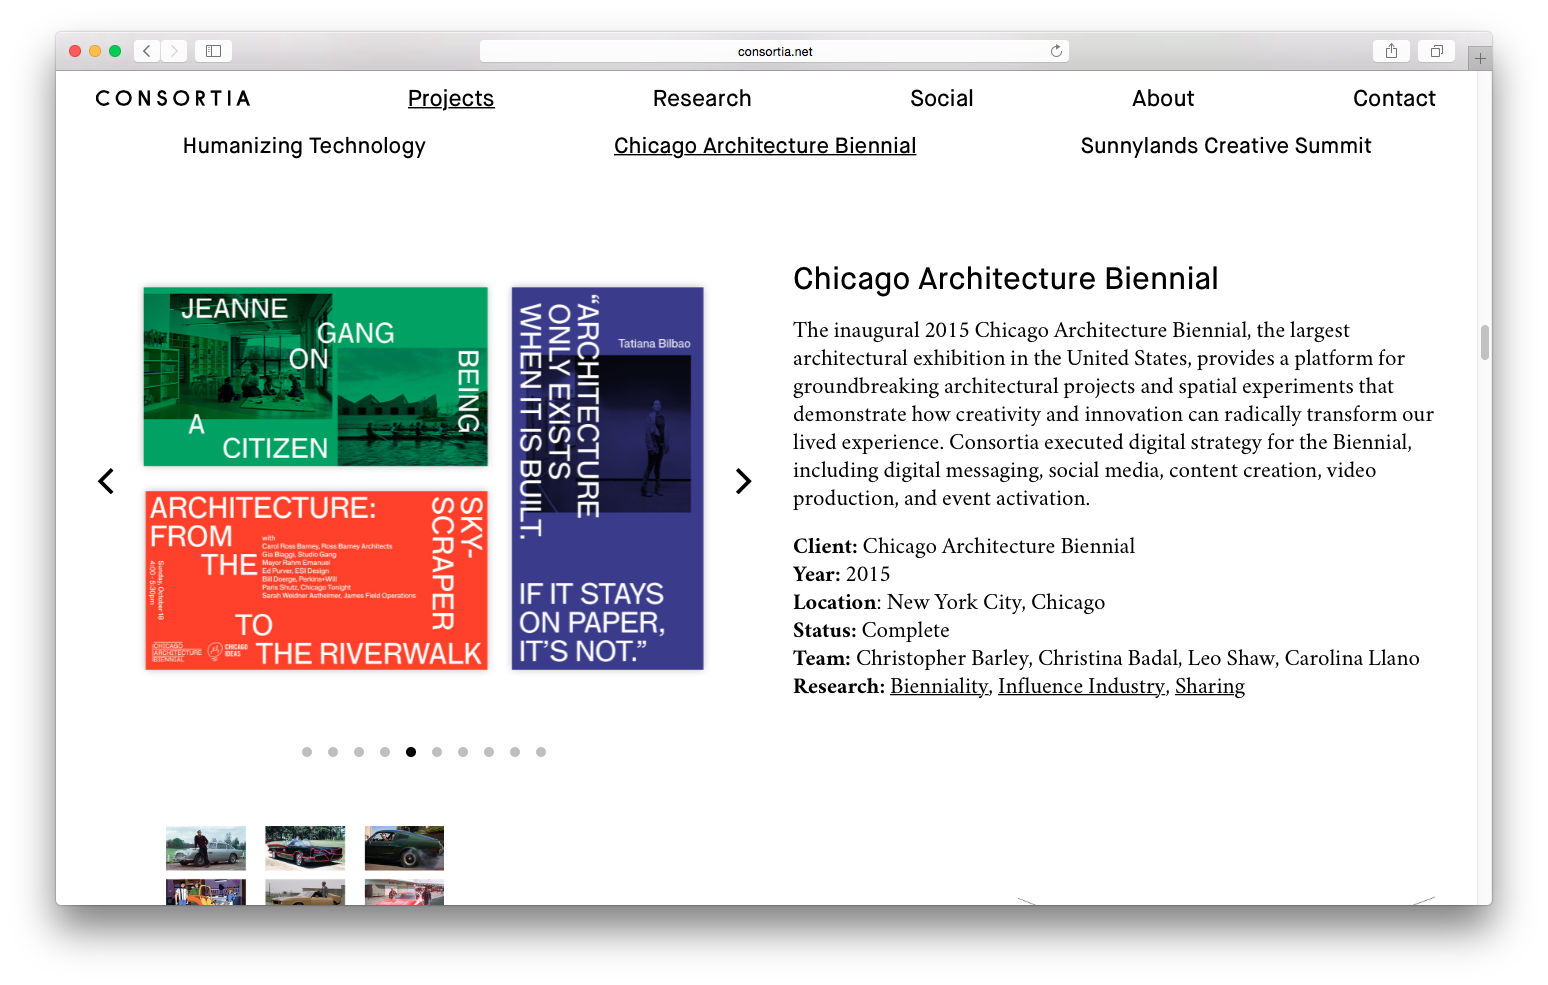 consortia.net
CONSORTIA
Projects
Research
Social
About
Contact
Humanizing Technology
Chicago Architecture Biennial
Sunnylands Creative Summit
JEANNE
GANG
ON
BEING
A
CITIZEN
"ARCHITECTURE
ONLY EXISTS
WHEN IT IS BUILT.
Tatiana Bilbao
IF IT STAYS
ON PAPER,
IT'S NOT."
ARCHITECTURE:
FROM
THE
SKY-
SCRAPER
TO
THE RIVERWALK
with
Carol Ross Barney, Ross Barney Architects
Gia Biaggi, Studio Gang
Mayor Rahm Emanuel
Ed Purver, ESI Design
Bill Doerge, Perkins+Will
Paris Shutz, Chicago Tonight
Sarah Weidner Astheimer, James Field Operations
Sunday, October 18
4:00 - 5:30pm
CHICAGO
ARCHITECTURE
BIENNIAL
CHICAGO
IDEAS
Chicago Architecture Biennial
The inaugural 2015 Chicago Architecture Biennial, the largest
architectural exhibition in the United States, provides a platform for
groundbreaking architectural projects and spatial experiments that
demonstrate how creativity and innovation can radically transform our
lived experience. Consortia executed digital strategy for the Biennial,
including digital messaging, social media, content creation, video
production, and event activation.
Client: Chicago Architecture Biennial
Year: 2015
Location: New York City, Chicago
Status: Complete
Team: Christopher Barley, Christina Badal, Leo Shaw, Carolina Llano
Research: Bienniality, Influence Industry, Sharing